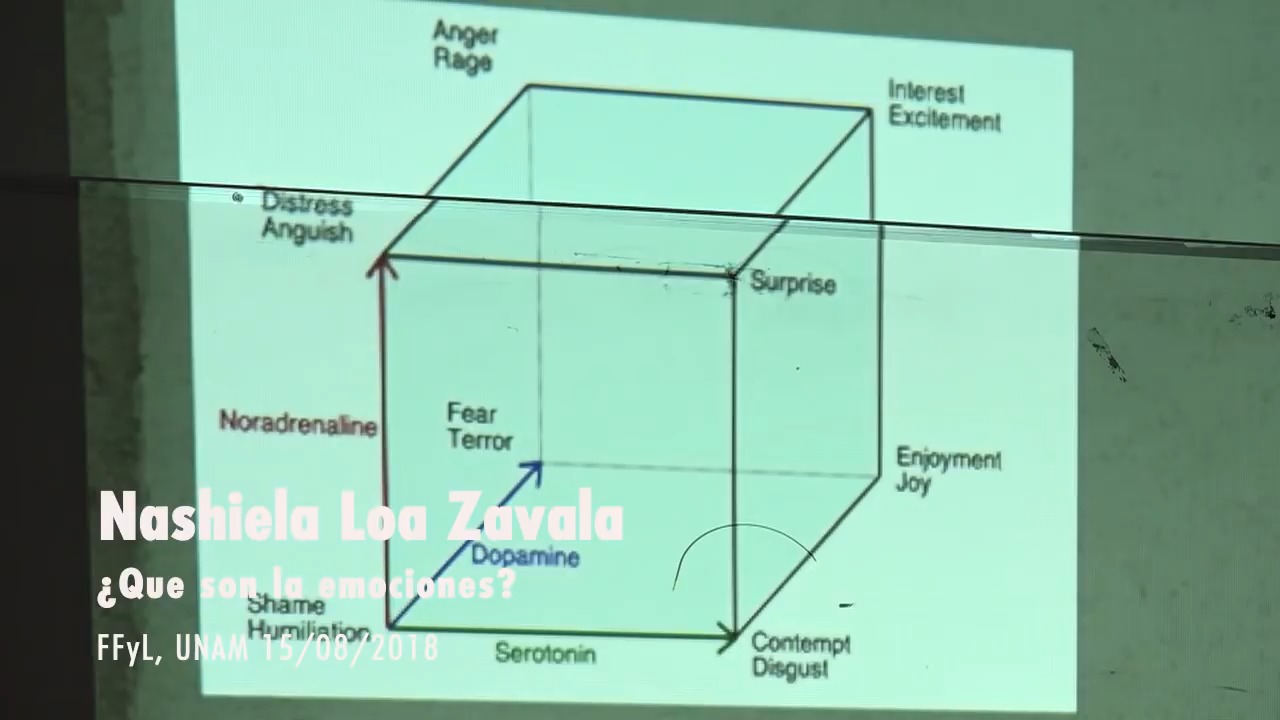 Anger
Rage
Interest
Excitement
Distress
Anguish
Surprise
Noradrenaline
Fear
Terror
Enjoyment
Joy
Nashiela Loa Zavala
Dopamine
¿Que son la emociones?
Shame
Humiliation
FFyL, UNAM 15/08/2018
Serotonin
Contempt
Disgust